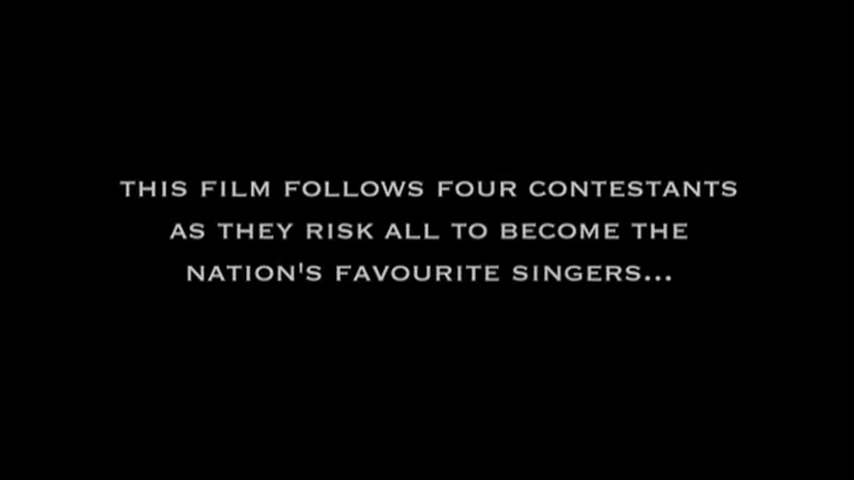 THIS FILM FOLLOWS FOUR CONTESTANTS
AS THEY RISK ALL TO BECOME THE
NATION'S FAVOURITE SINGERS...